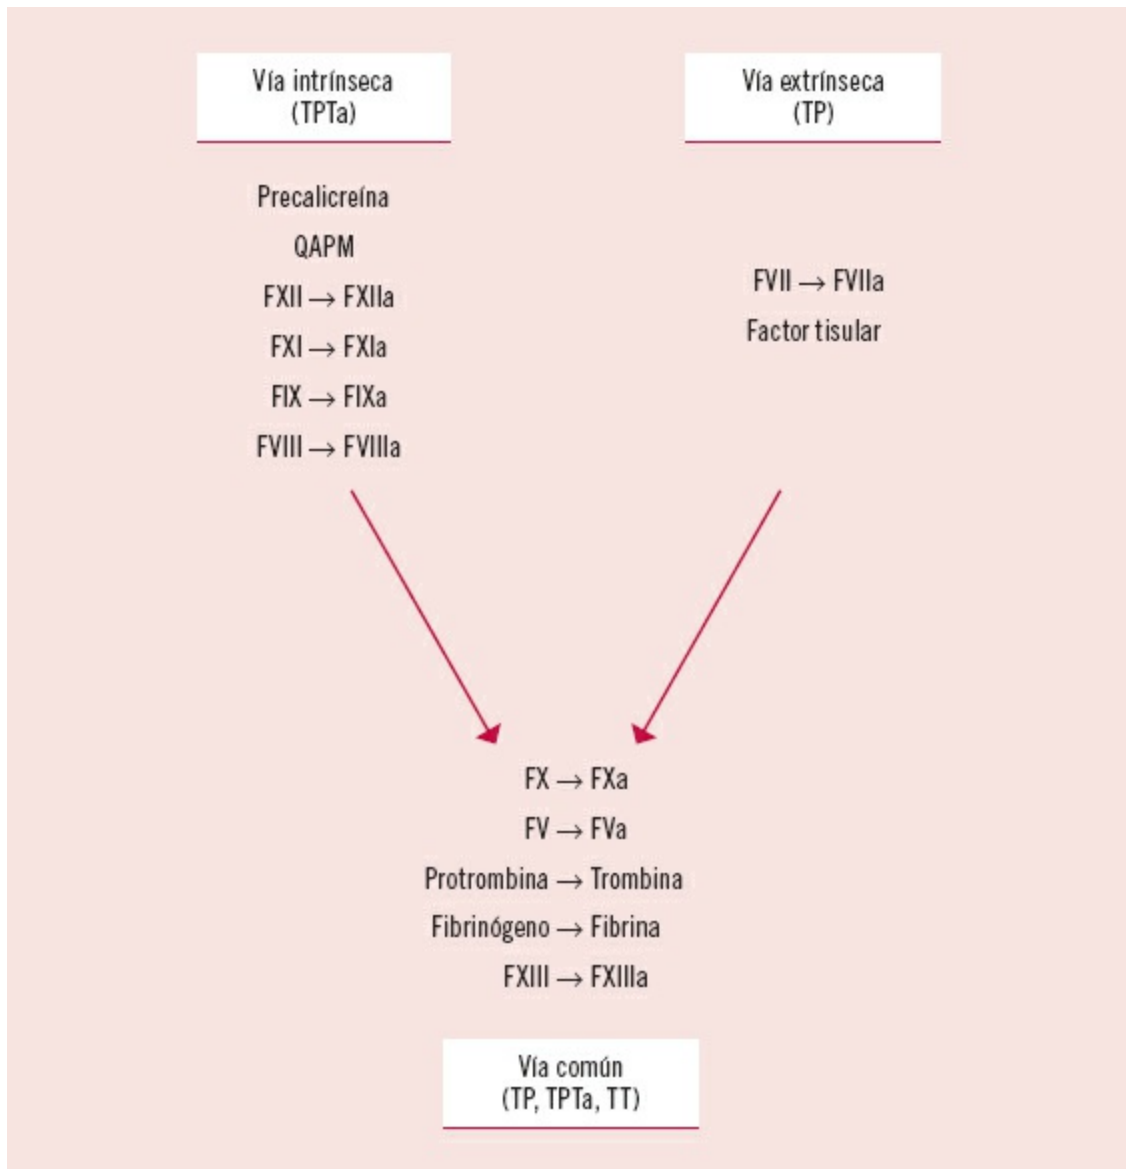 Vía intrínseca
(TPTa)
Precalicreína
QAPM
FXII → FXIIa
FXI → FXIa
FIX → FIXa
FVIII → FVIIIa
Vía extrínseca
(TP)
FVII → FVIIa
Factor tisular
FX → FXa
FV → FVa
Protrombina → Trombina
Fibrinógeno → Fibrina
FXIII → FXIIIa
Vía común
(TP, TPTa, TT)